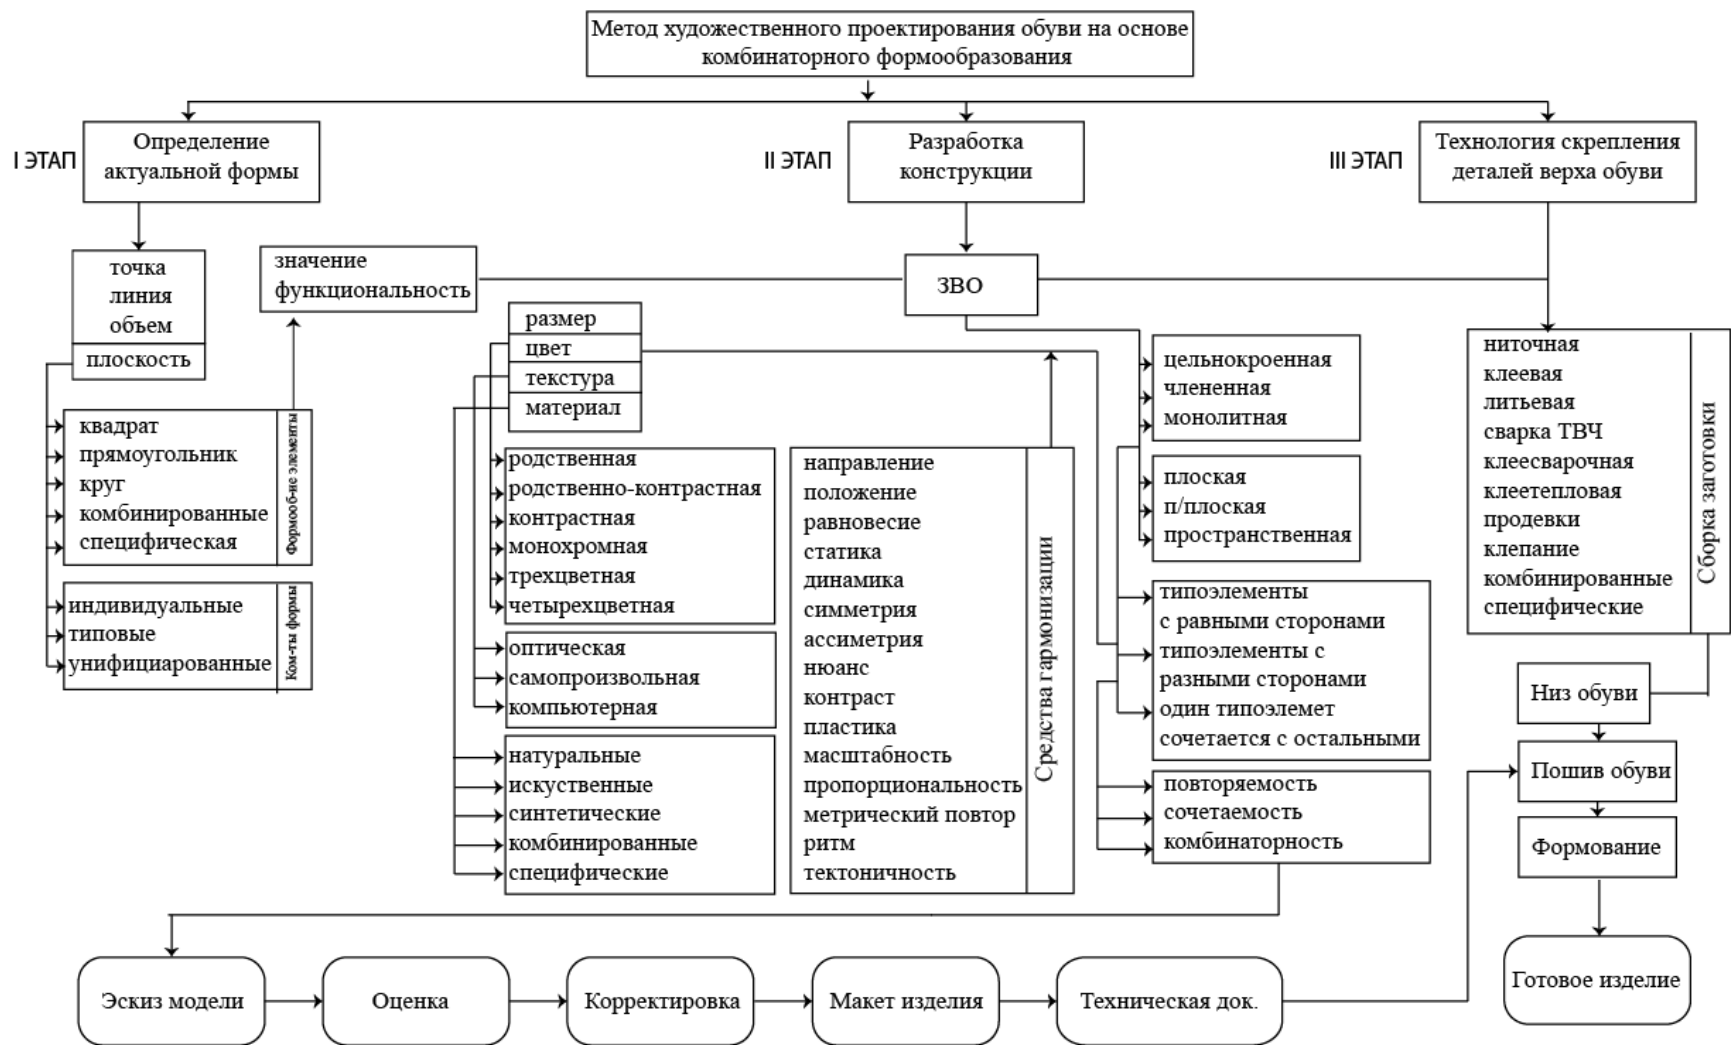 Метод художественного проектирования обуви на основе
комбинаторного формообразования
I ЭТАП
Определение
актуальной формы
II ЭТАП
Разработка
конструкции
III ЭТАП
Технология скрепления
деталей верха обуви
точка
линия
объем
плоскость
значение
функциональность
ЗВО
размер
цвет
текстура
материал
квадрат
прямоугольник
круг
комбинированные
специфическая
Формооб-ие элементы
индивидуальные
типовые
унифициарованные
Ком-ты формы
родственная
родственно-контрастная
контрастная
монохромная
трехцветная
четырехцветная
оптическая
самопроизвольная
компьютерная
натуральные
искуственные
синтетические
комбинированные
специфические
направление
положение
равновесие
статика
динамика
симметрия
ассиметрия
нюанс
контраст
пластика
масштабность
пропорциональность
метрический повтор
ритм
тектоничность
Средства гармонизации
цельнокроенная
члененная
монолитная
плоская
п/плоская
пространственная
типоэлементы
с равными сторонами
типоэлементы с
разными сторонами
один типоэлемет
сочетается с остальными
повторяемость
сочетаемость
комбинаторность
ниточная
клеевая
литьевая
сварка ТВЧ
клеесварочная
клеетепловая
продевки
клепание
комбинированные
специфические
Сборка заготовки
Низ обуви
Пошив обуви
Формование
Готовое изделие
Эскиз модели
Оценка
Корректировка
Макет изделия
Техническая док.